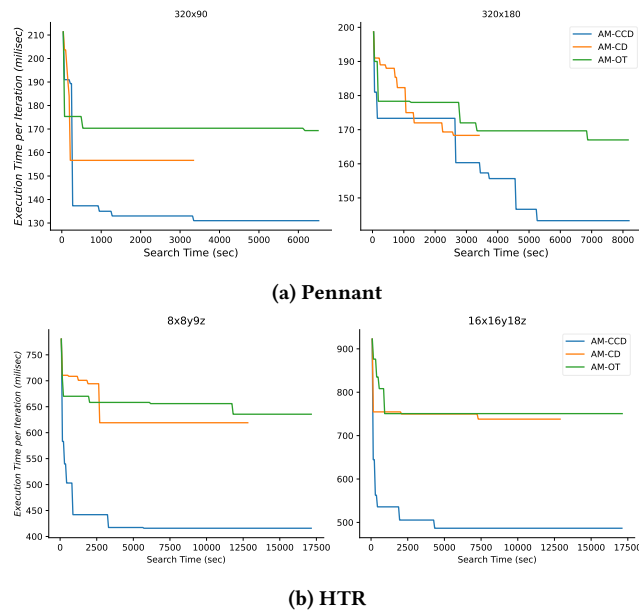 320x90
320x180
Execution Time per Iteration (milisec)
210
200
190
180
170
160
150
140
130
0 1000 2000 3000 4000 5000 6000
Search Time (sec)
200
190
180
170
160
150
0 1000 2000 3000 4000 5000 6000 7000 8000
Search Time (sec)
AM-CCD
AM-CD
AM-OT
(a) Pennant
8x8y9z
16x16y18z
Execution Time per Iteration (milisec)
750
700
650
600
550
500
450
400
0 2500 5000 7500 10000 12500 15000 17500
Search Time (sec)
900
800
700
600
500
0 2500 5000 7500 10000 12500 15000 17500
Search Time (sec)
AM-CCD
AM-CD
AM-OT
(b) HTR